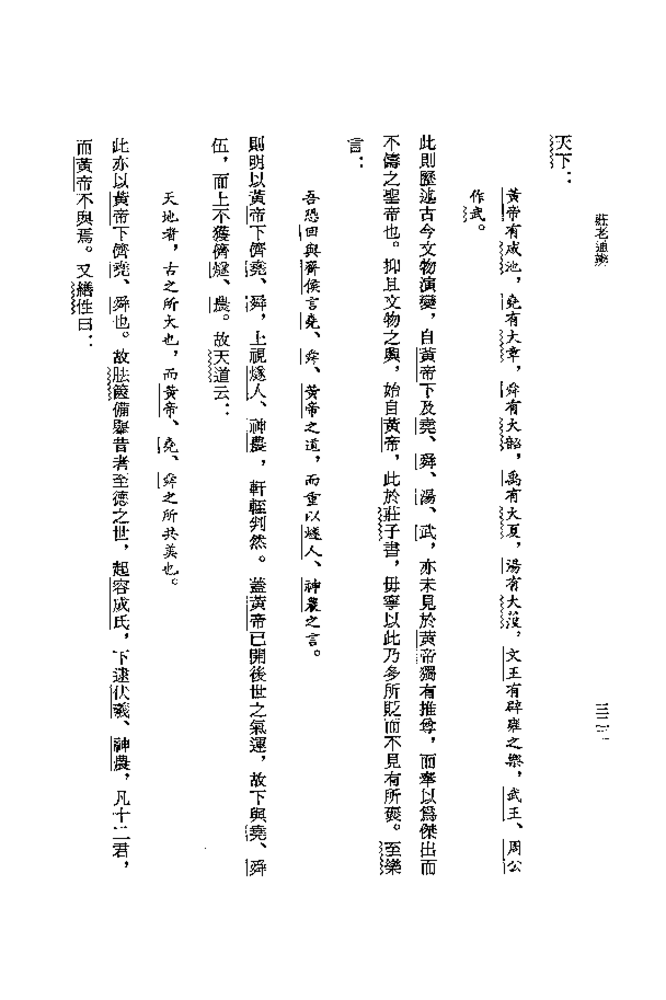 莊老通辨
三二二
天下：
黃帝有咸池，堯有大章，舜有大韶，禹有大夏，湯有大濩，文王有辟雍之樂，武王、周公
作武。
此則歷述古今文物演變，自黃帝下及堯、舜、湯、武，亦未見於黃帝獨有推尊，而奉以爲傑出而
不儔之聖帝也。抑且文物之興，始自黃帝，此於莊子書，毋寧以此乃多所貶而不見有所褒。至樂
言：
吾恐回與齊侯言堯、舜、黃帝之道，而重以燧人、神農之言。
則明以黃帝下儕堯、舜，上視燧人、神農，軒輊判然。蓋黃帝已開後世之氣運，故下與堯、舜
伍，而上不獲儕燧、農。故天道云：
天地者，古之所大也，而黃帝、堯、舜之所共美也。
此亦以黃帝下儕堯、舜也。故胠篋備舉昔者至德之世，起容成氏，下逮伏羲、神農，凡十二君，
而黃帝不與焉。又繕性曰：